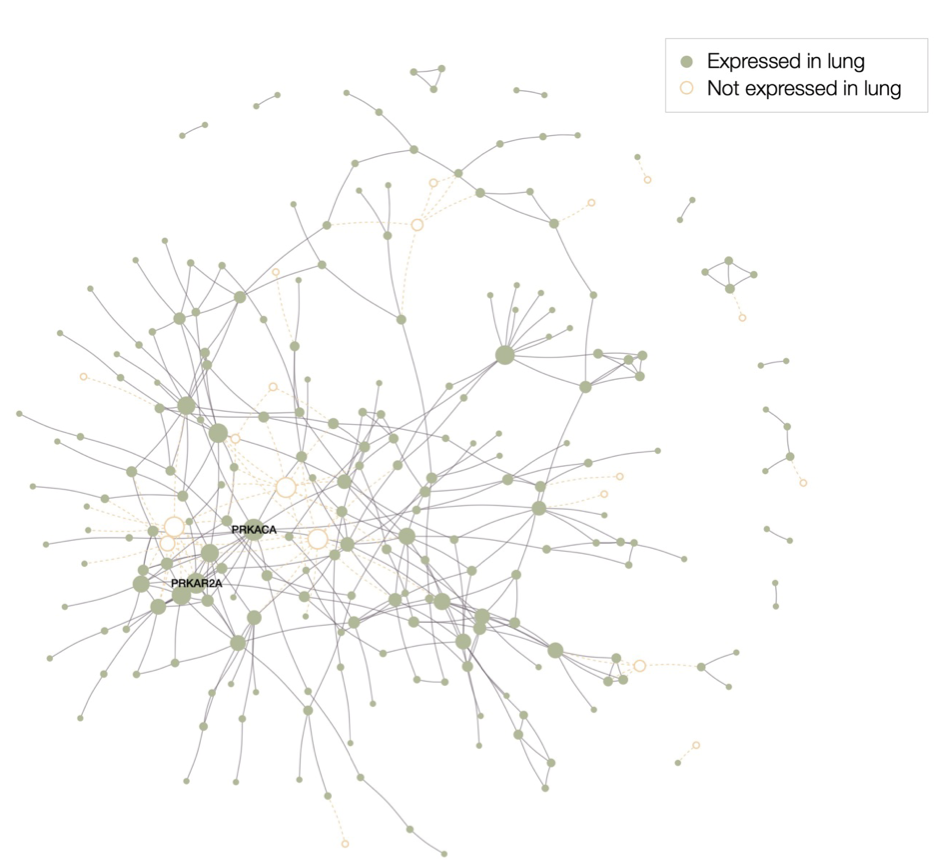 Expressed in lung
Not expressed in lung
PRKACA
PRKAR2A